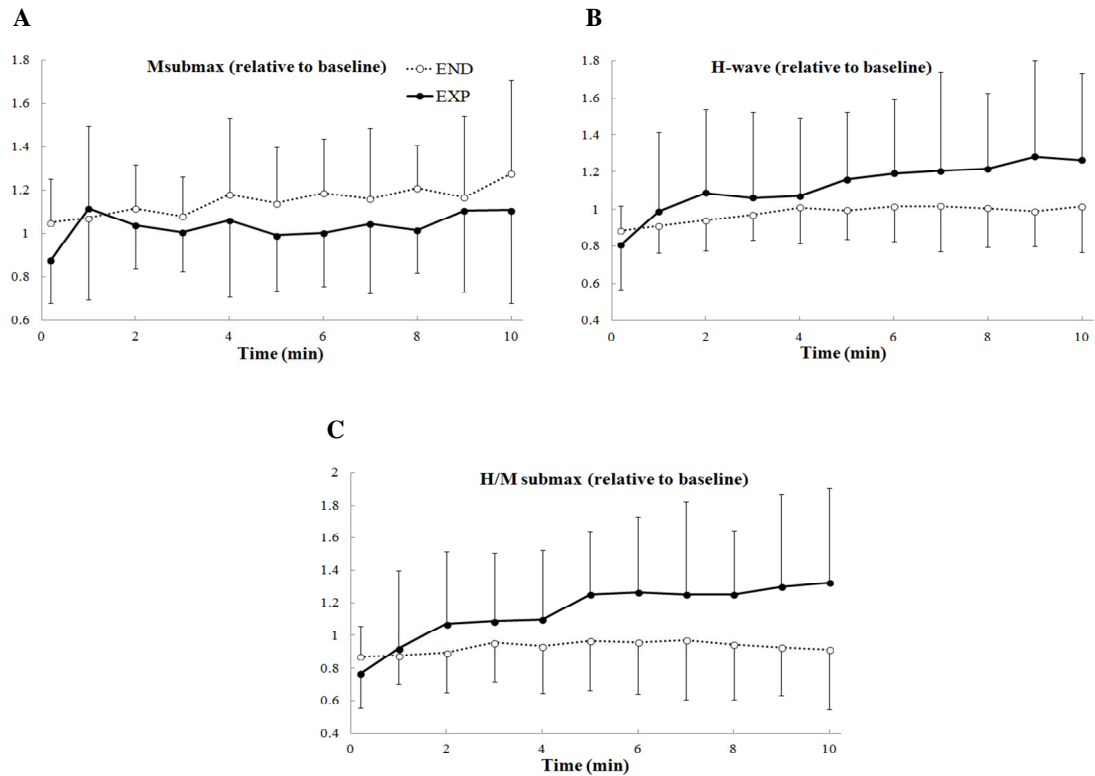 A
Msubmax (relative to baseline)
END
EXP
1.8
1.6
1.4
1.2
1
0.8
0.6
0 2 4 6 8 10
Time (min)
B
H-wave (relative to baseline)
1.8
1.6
1.4
1.2
1
0.8
0.6
0.4
0 2 4 6 8 10
Time (min)
C
H/M submax (relative to baseline)
2
1.8
1.6
1.4
1.2
1
0.8
0.6
0.4
0 2 4 6 8 10
Time (min)